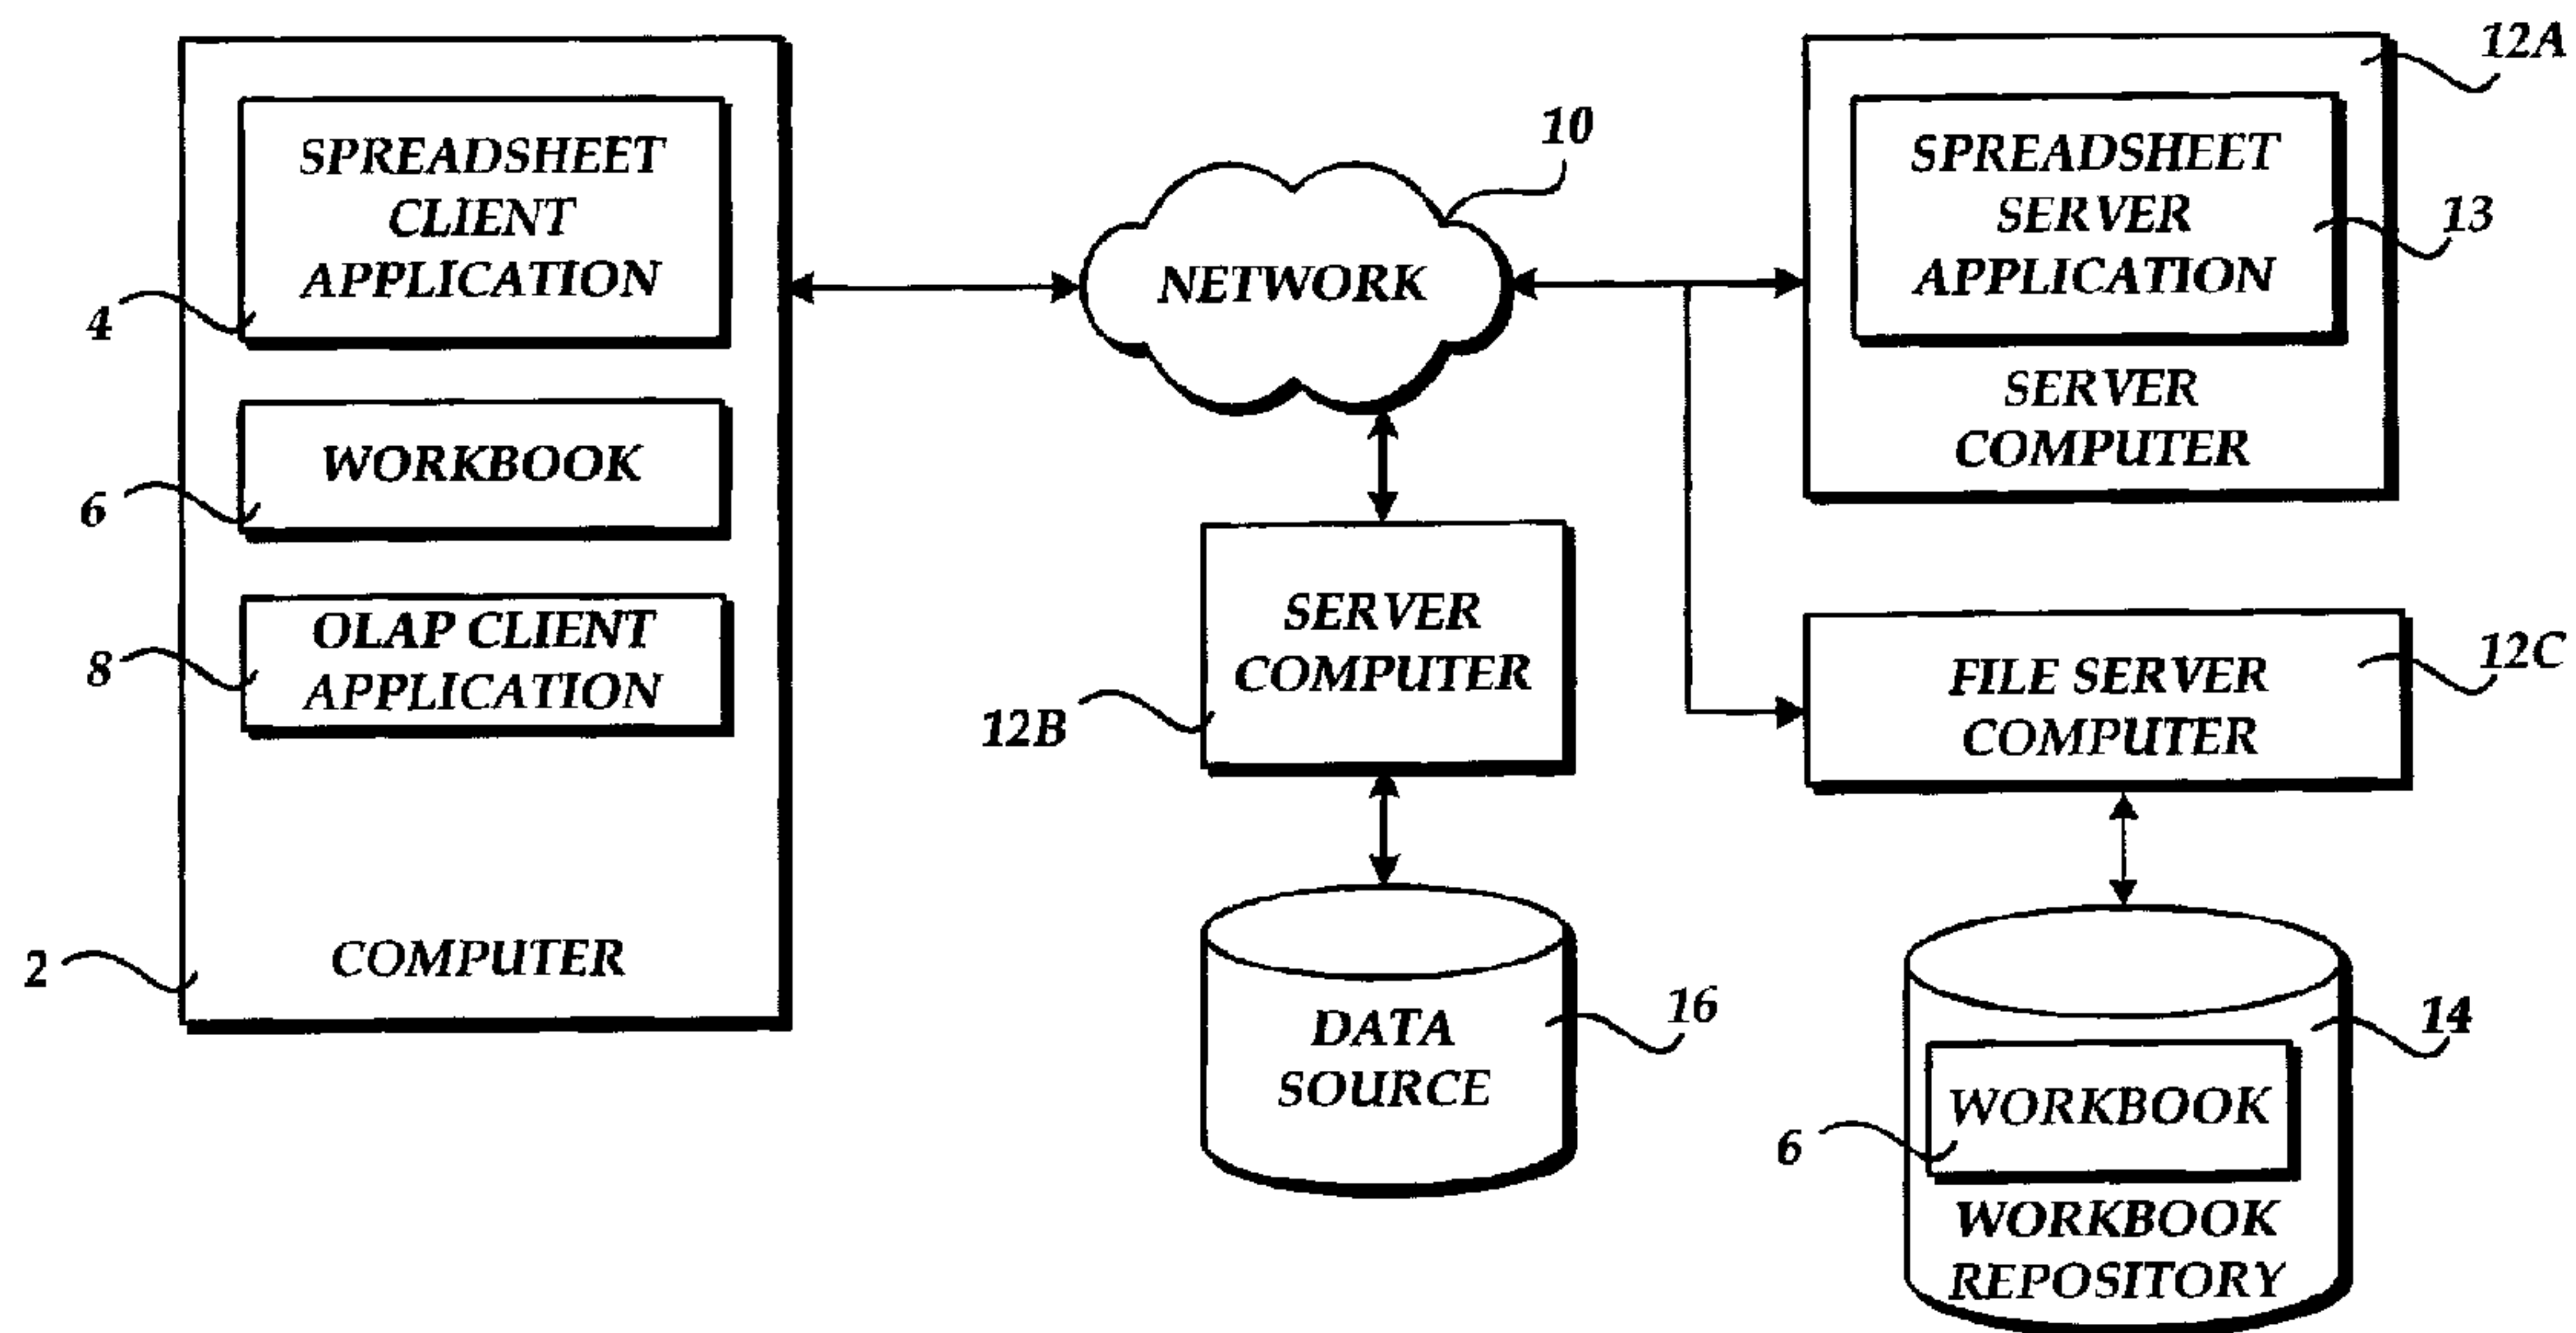 SPREADSHEET
CLIENT
APPLICATION
4
WORKBOOK
6
OLAP CLIENT
APPLICATION
8
COMPUTER
2
10
NETWORK
SERVER
COMPUTER
12B
DATA
SOURCE
16
12A
SPREADSHEET
SERVER
APPLICATION
13
SERVER
COMPUTER
FILE SERVER
COMPUTER
12C
14
WORKBOOK
6
WORKBOOK
REPOSITORY